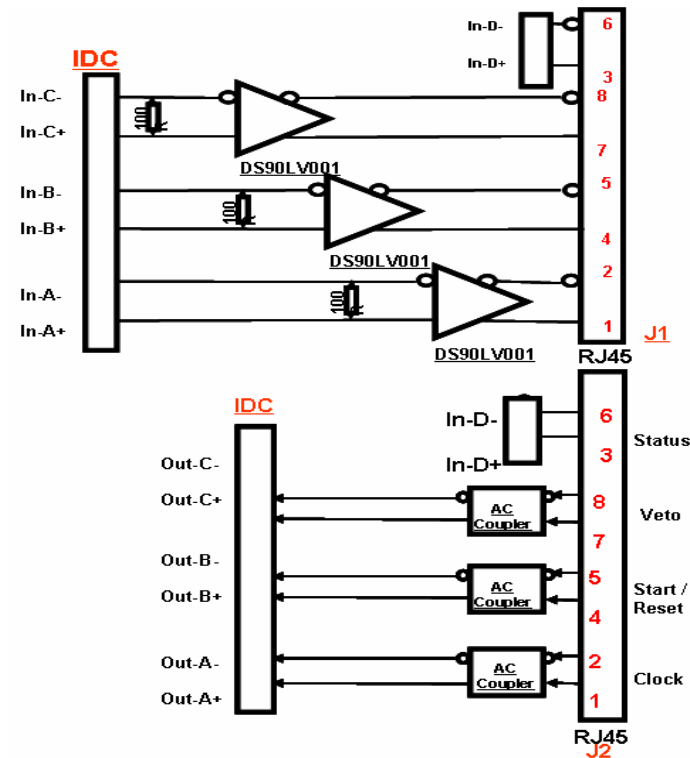 In-D-
6
In-D+
3
IDC
In-C-
8
100
R
In-C+
7
DS90LV001
In-B-
5
100
R
In-B+
4
DS90LV001
2
In-A-
100
R
In-A+
1
J1
DS90LV001
RJ45
IDC
In-D-
6
Status
In-D+
3
Out-C-
Out-C+
AC
Coupler
8
Veto
7
Out-B-
Out-B+
AC
Coupler
5
Start /
Reset
4
Out-A-
AC
Coupler
2
Clock
Out-A+
1
RJ45
J2